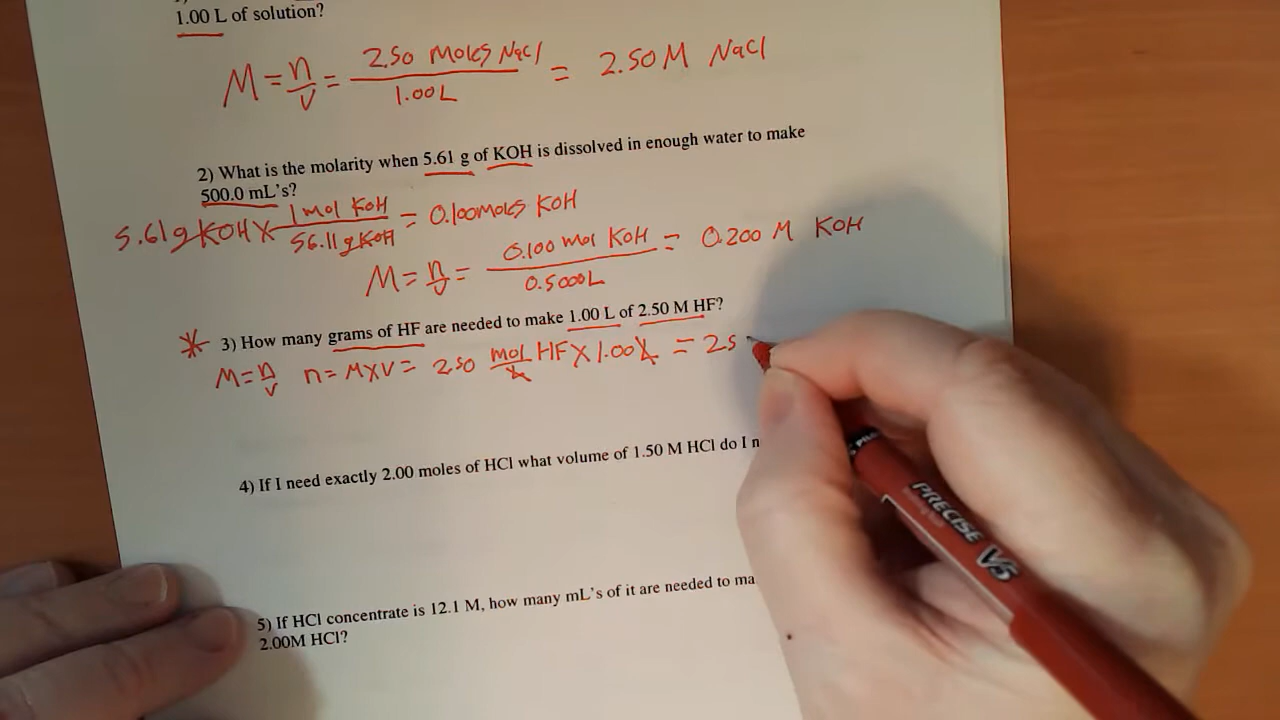 1.00 L of solution?
M = n/v = 2.50 moles NaCl / 1.00L = 2.50 M NaCl
2) What is the molarity when 5.61 g of KOH is dissolved in enough water to make
500.0 mL's?
5.61g KOH X 1 mol KOH / 56.11g KOH = 0.100 moles KOH
M = n/v = 0.100 mol KOH / 0.5000L = 0.200 M KOH
* 3) How many grams of HF are needed to make 1.00 L of 2.50 M HF?
M = n/v n = M X V = 2.50 mol/L HF X 1.00 L = 2.5
4) If I need exactly 2.00 moles of HCl what volume of 1.50 M HCl do I n
5) If HCl concentrate is 12.1 M, how many mL's of it are needed to ma
2.00M HCl?
PRECISE V5